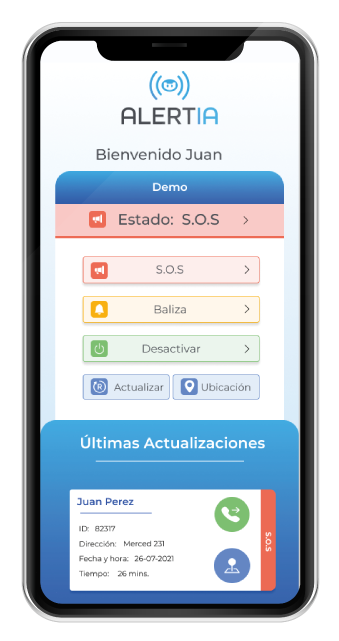 ALERTIA
Bienvenido Juan
Demo
Estado: S.O.S
S.O.S
Baliza
Desactivar
R Actualizar
Ubicación
Últimas Actualizaciones
Juan Perez
ID: 82317
Dirección: Merced 231
Fecha y hora: 26-07-2021
Tiempo: 26 mins.
S.O.S